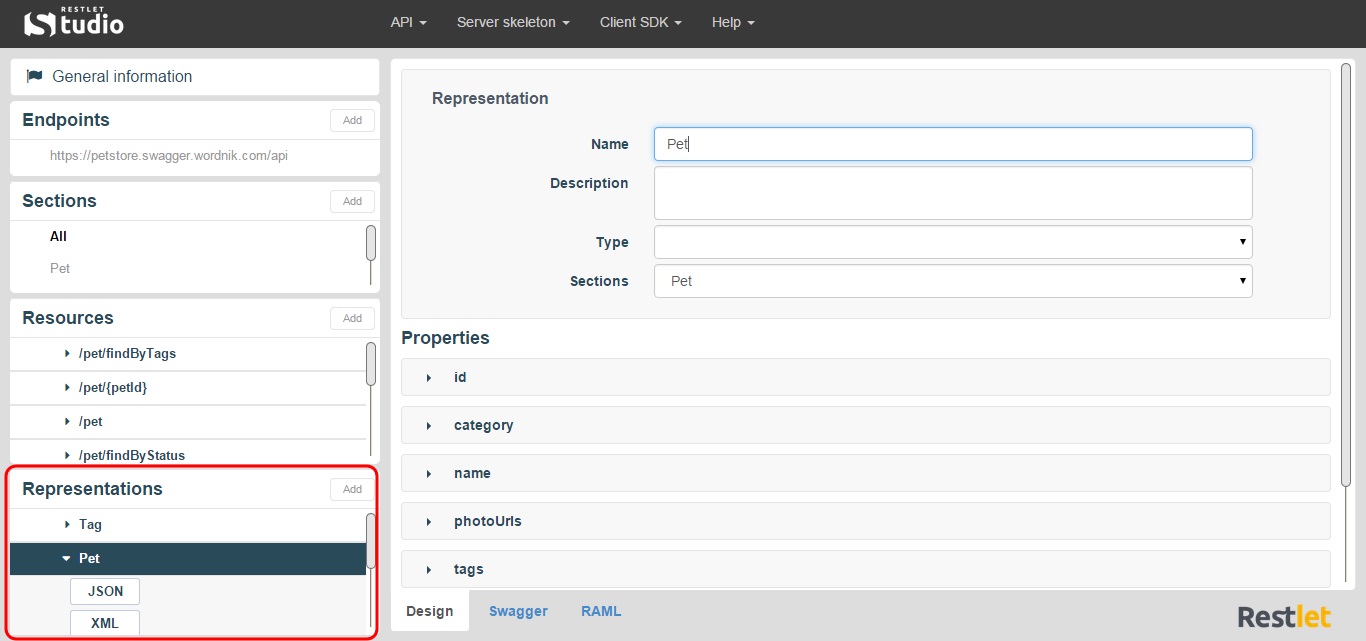 RESTLET
Studio
API
Server skeleton
Client SDK
Help
General information
Endpoints
Add
https://petstore.swagger.wordnik.com/api
Sections
Add
All
Pet
Resources
Add
/pet/findByTags
/pet/{petId}
/pet
/pet/findByStatus
Representations
Add
Tag
Pet
JSON
XML
Representation
Name
Pet
Description
Type
Sections
Pet
Properties
id
category
name
photoUrls
tags
Design
Swagger
RAML
Restlet